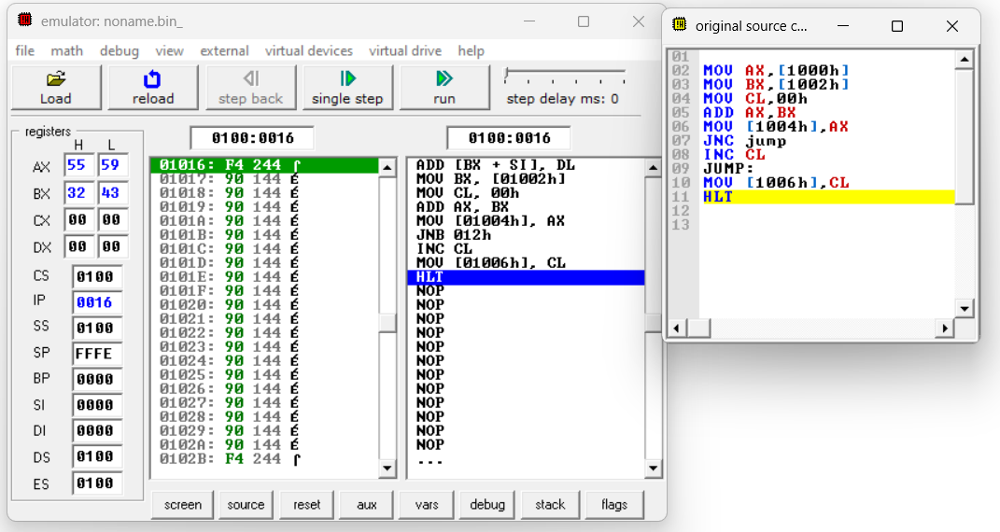 emulator: noname.bin_
file math debug view external virtual devices virtual drive help
Load reload step back single step run step delay ms: 0
registers
H L
AX 55 59
BX 32 43
CX 00 00
DX 00 00
CS 0100
IP 0016
SS 0100
SP FFFE
BP 0000
SI 0000
DI 0000
DS 0100
ES 0100
0100:0016
01016: F4 244 ⌠
01017: 90 144 É
01018: 90 144 É
01019: 90 144 É
0101A: 90 144 É
0101B: 90 144 É
0101C: 90 144 É
0101D: 90 144 É
0101E: 90 144 É
0101F: 90 144 É
01020: 90 144 É
01021: 90 144 É
01022: 90 144 É
01023: 90 144 É
01024: 90 144 É
01025: 90 144 É
01026: 90 144 É
01027: 90 144 É
01028: 90 144 É
01029: 90 144 É
0102A: 90 144 É
0102B: F4 244 ⌠
0100:0016
ADD [BX + SI], DL
MOV BX, [01002h]
MOV CL, 00h
ADD AX, BX
MOV [01004h], AX
JNB 012h
INC CL
MOV [01006h], CL
HLT
NOP
NOP
NOP
NOP
NOP
NOP
NOP
NOP
NOP
NOP
NOP
NOP
...
screen source reset aux vars debug stack flags
original source c...
01
02 MOV AX,[1000h]
03 MOV BX,[1002h]
04 MOV CL,00h
05 ADD AX,BX
06 MOV [1004h],AX
07 JNC jump
08 INC CL
09 JUMP:
10 MOV [1006h],CL
11 HLT
12
13